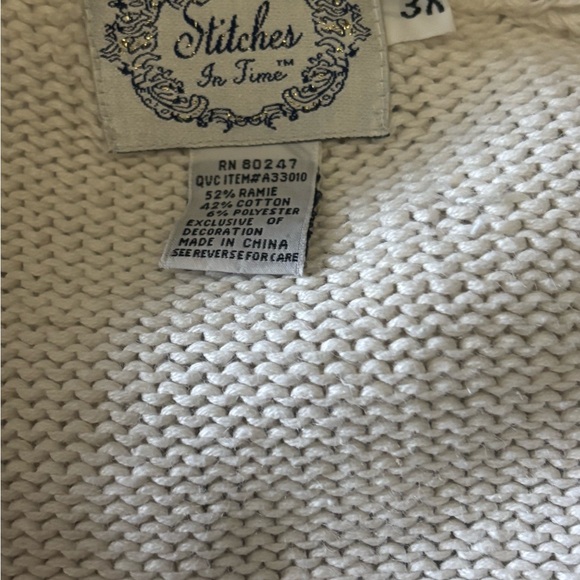 3X
Stitches
In Time™
RN 80247
QVC ITEM#A33010
52% RAMIE
42% COTTON
6% POLYESTER
EXCLUSIVE OF
DECORATION
MADE IN CHINA
SEE REVERSE FOR CARE